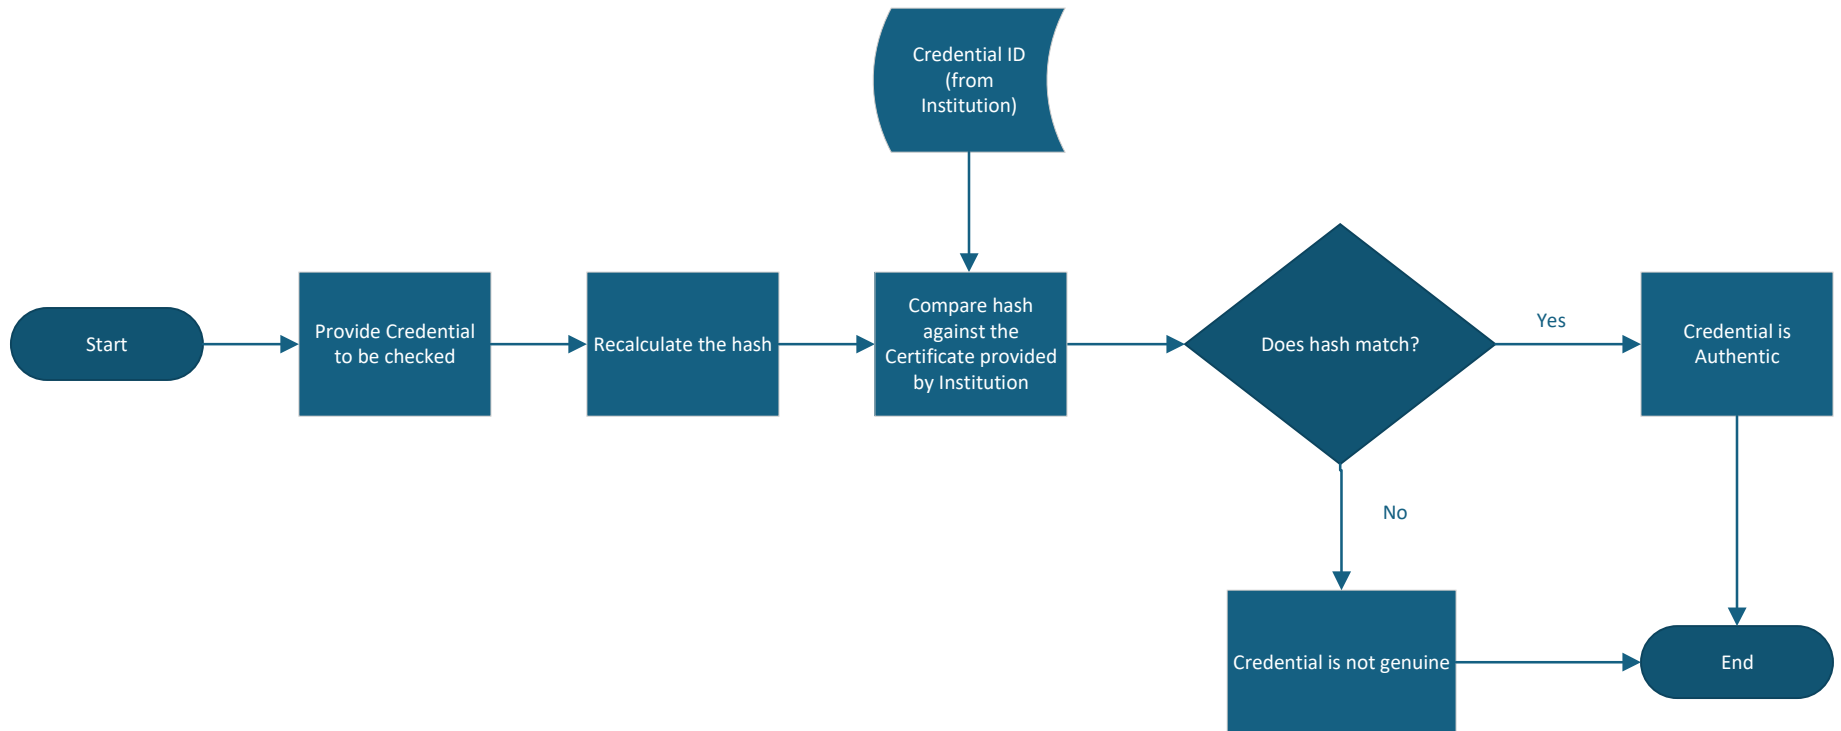 Credential ID
(from
Institution)
Start
Provide Credential
to be checked
Recalculate the hash
Compare hash
against the
Certificate provided
by Institution
Does hash match?
Yes
Credential is
Authentic
No
Credential is not genuine
End